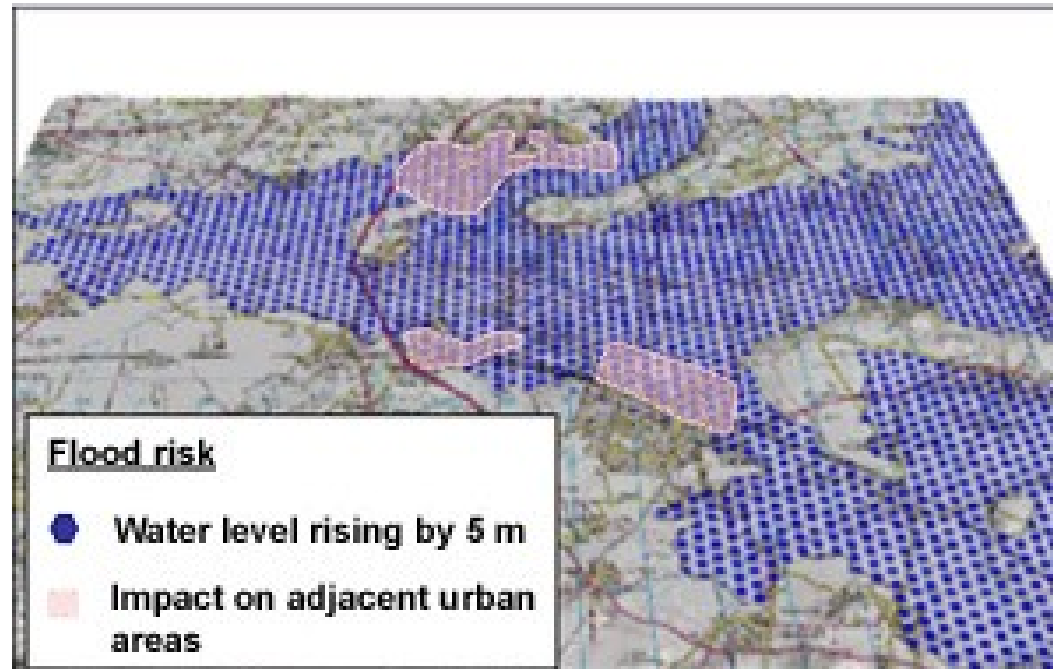 Flood risk
Water level rising by 5 m
Impact on adjacent urban
areas